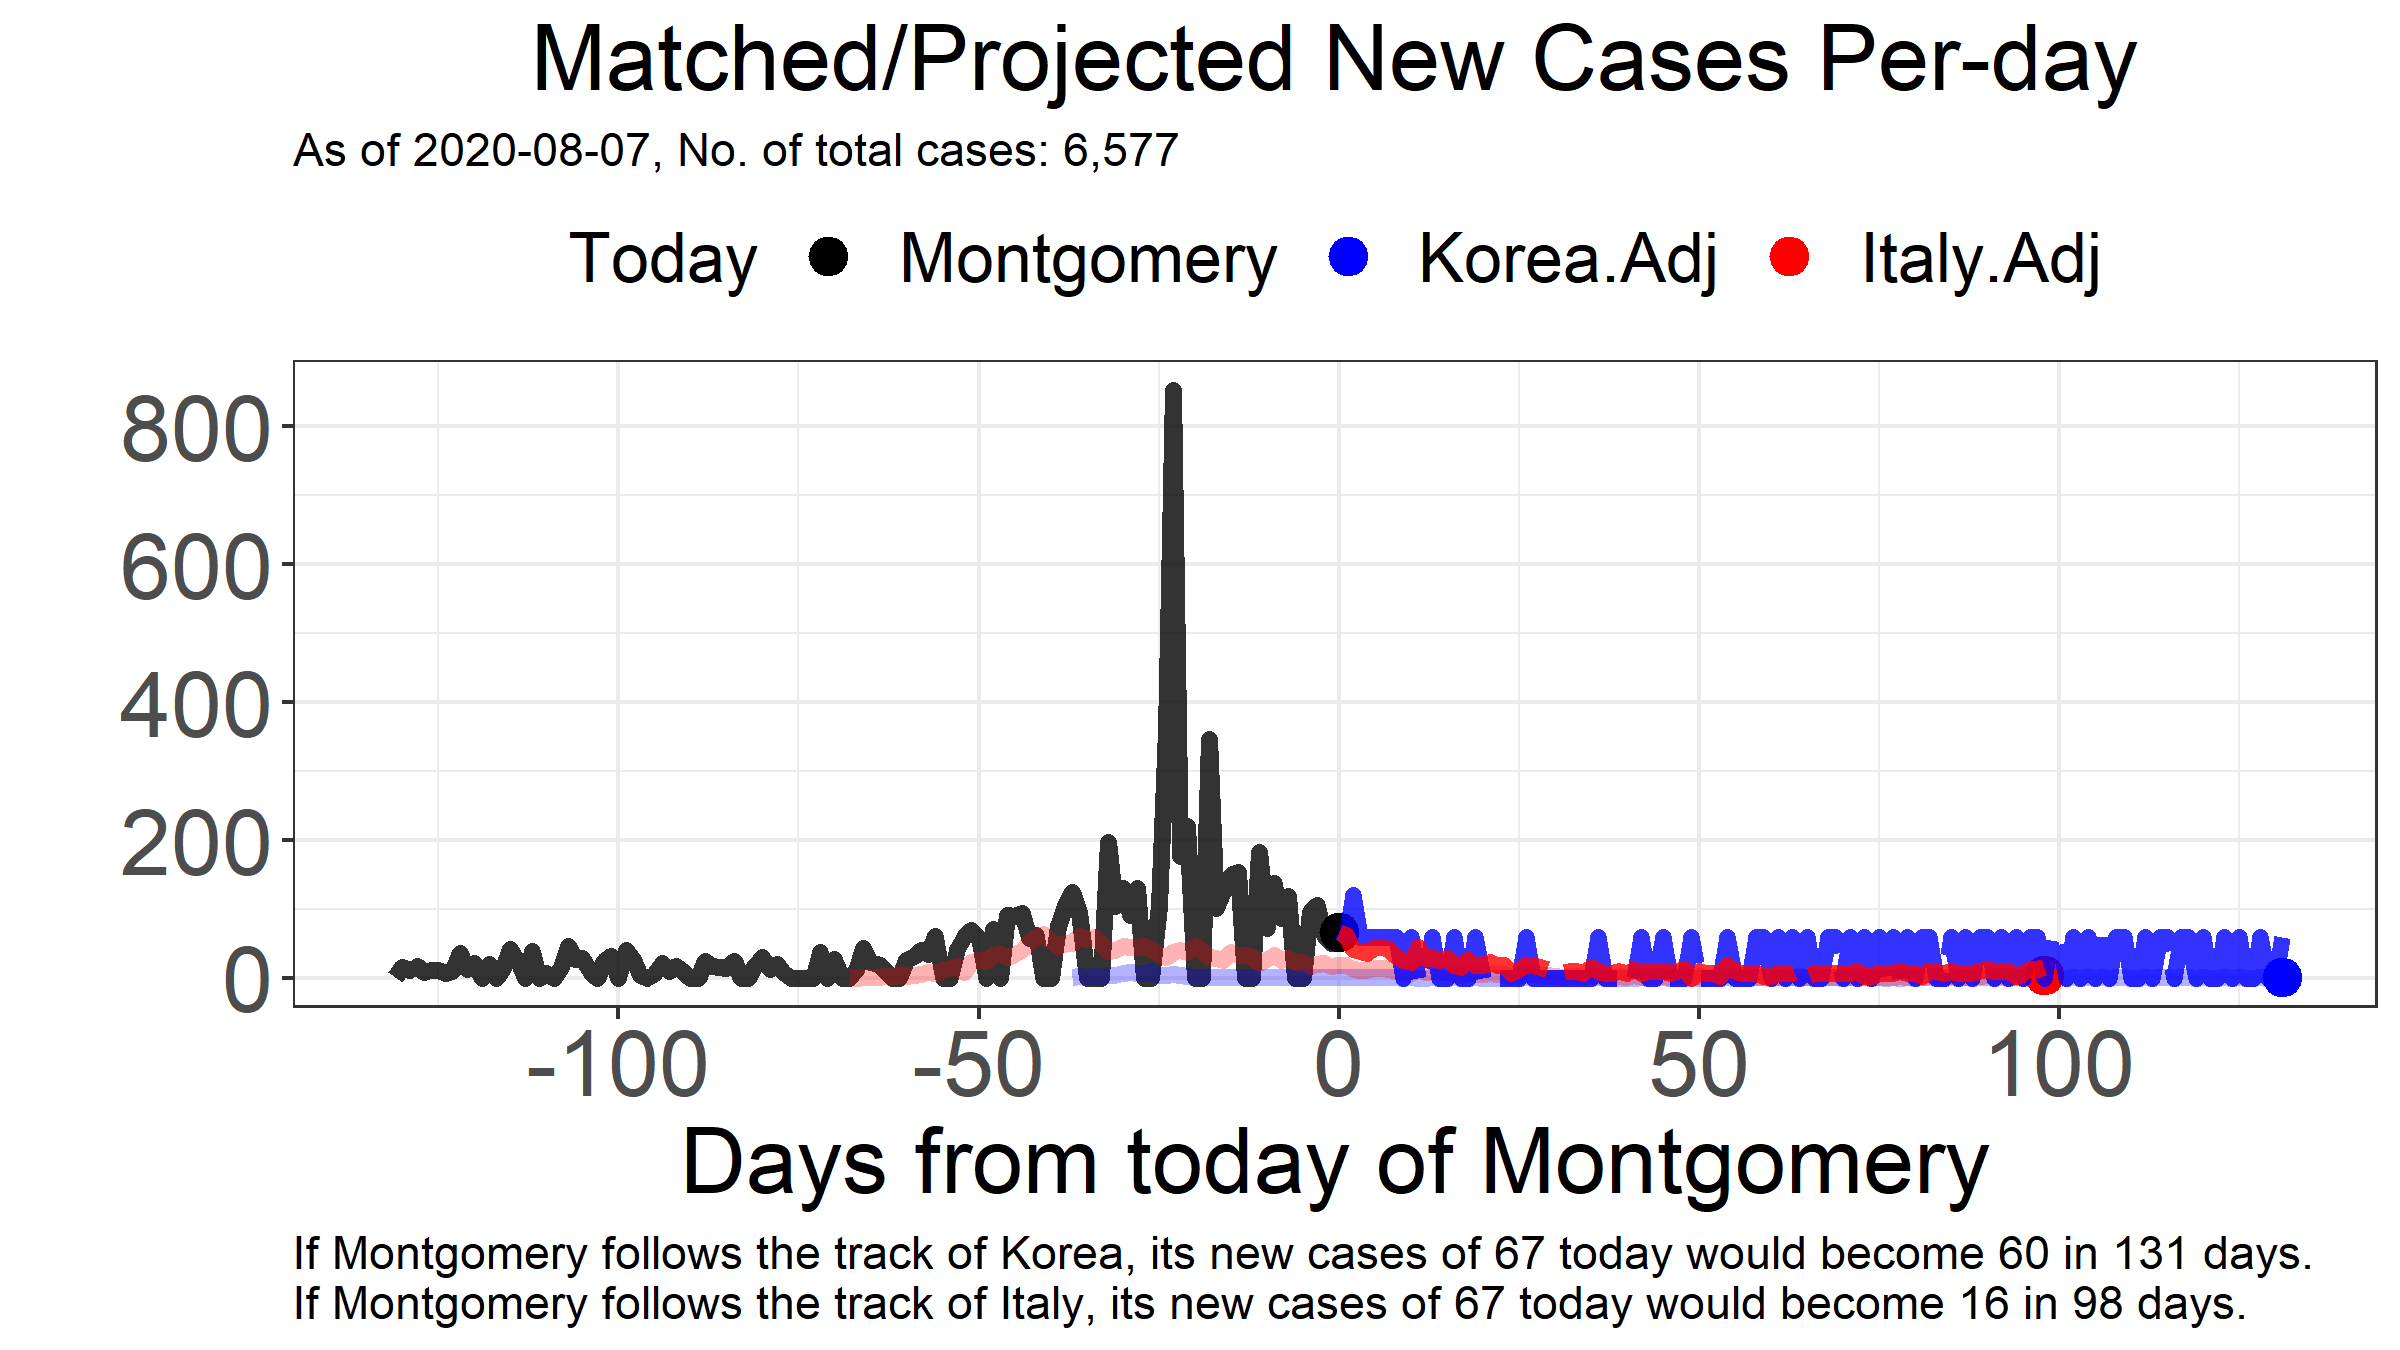 Matched/Projected New Cases Per-day
As of 2020-08-07, No. of total cases: 6,577
Today Montgomery Korea.Adj Italy.Adj
800
600
400
200
0
-100 -50 0 50 100
Days from today of Montgomery
If Montgomery follows the track of Korea, its new cases of 67 today would become 60 in 131 days.
If Montgomery follows the track of Italy, its new cases of 67 today would become 16 in 98 days.